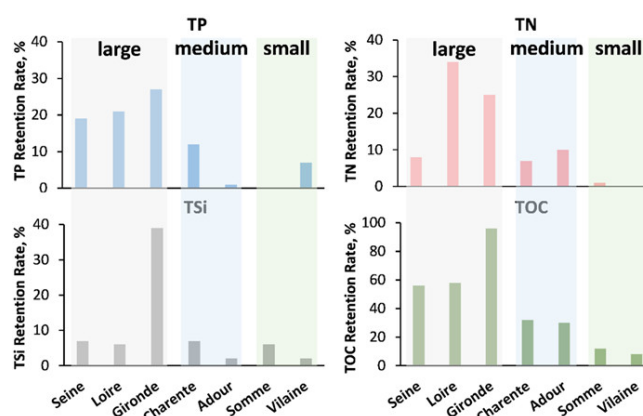 TP
large medium small
TP Retention Rate, %
40
30
20
10
0
TN
large medium small
TN Retention Rate, %
40
30
20
10
0
TSi
TSi Retention Rate, %
40
30
20
10
0
Seine Loire Gironde Charente Adour Somme Vilaine
TOC
TOC Retention Rate, %
100
80
60
40
20
0
Seine Loire Gironde Charente Adour Somme Vilaine